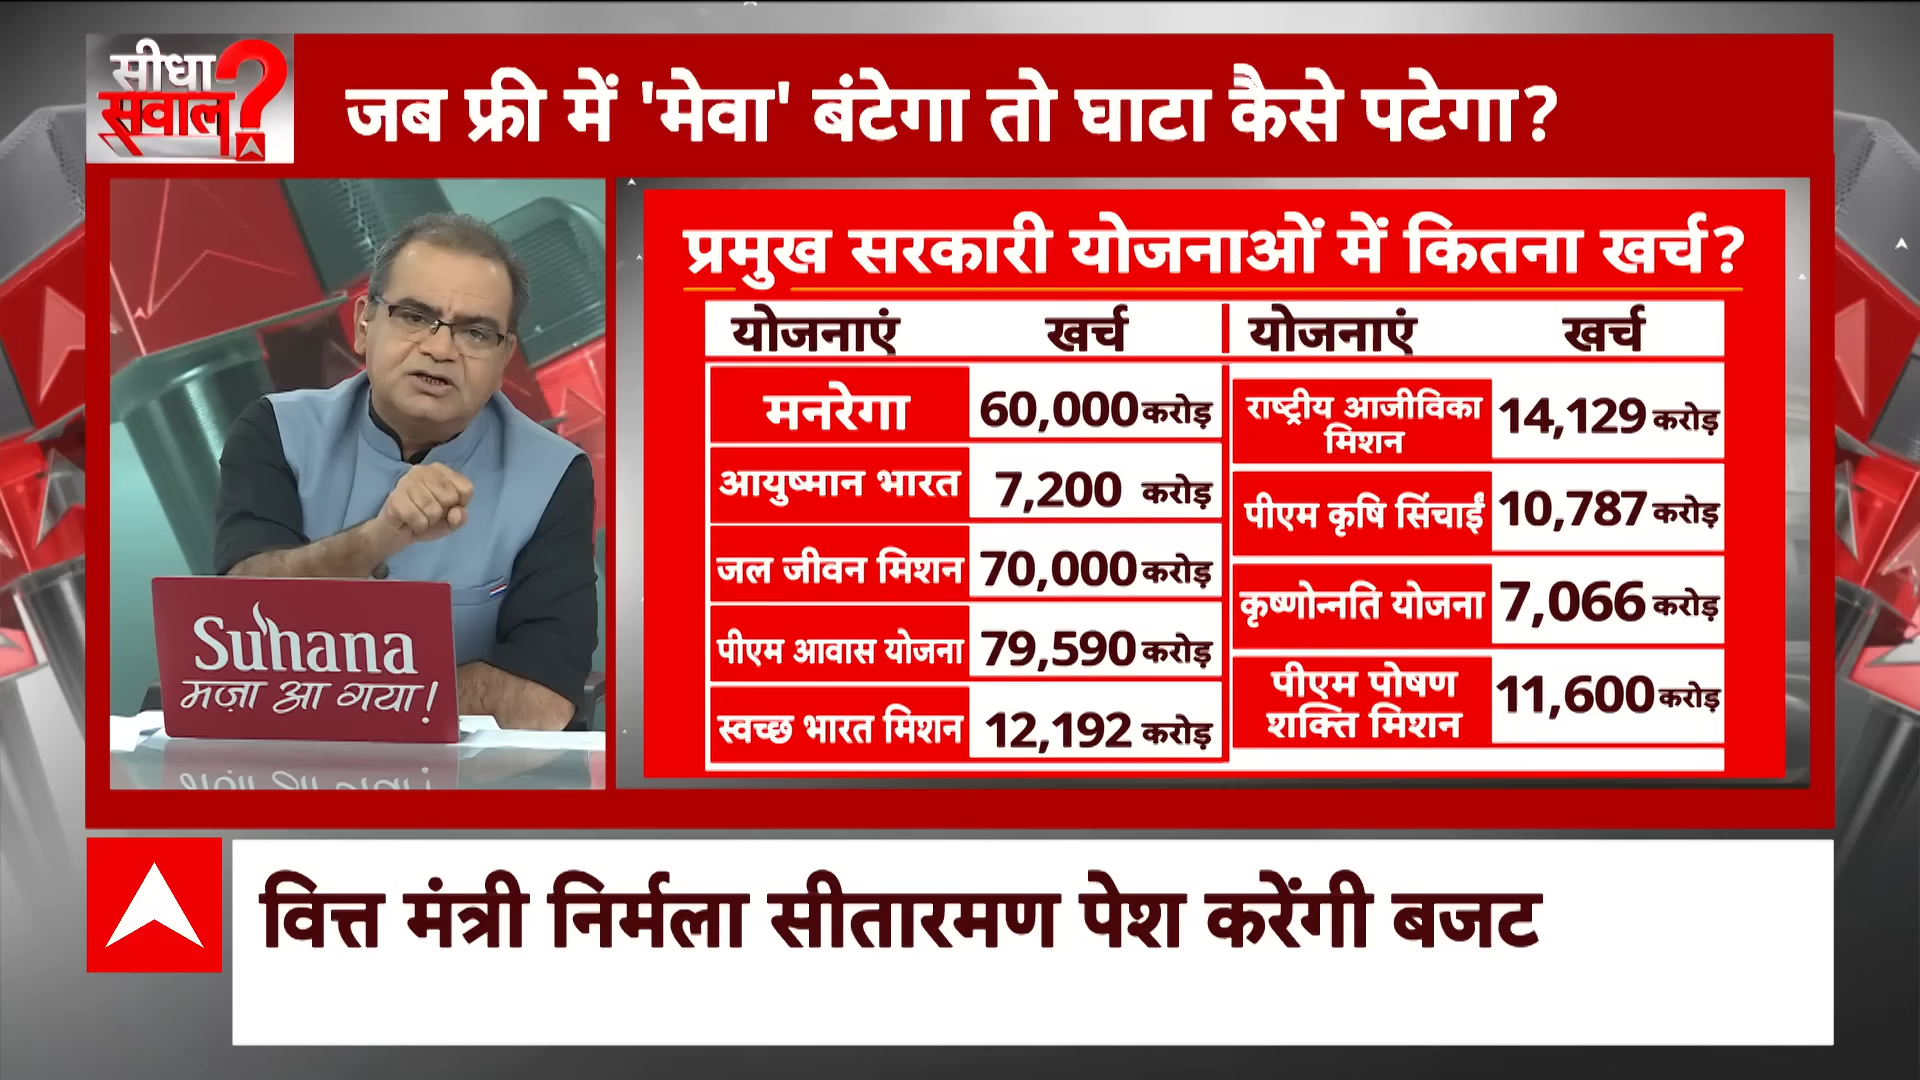 सीधा
सवाल?
जब फ्री में 'मेवा' बंटेगा तो घाटा कैसे पटेगा?
प्रमुख सरकारी योजनाओं में कितना खर्च?
योजनाएं खर्च योजनाएं खर्च
मनरेगा 60,000 करोड़
आयुष्मान भारत 7,200 करोड़
जल जीवन मिशन 70,000 करोड़
पीएम आवास योजना 79,590 करोड़
स्वच्छ भारत मिशन 12,192 करोड़
राष्ट्रीय आजीविका
मिशन 14,129 करोड़
पीएम कृषि सिंचाई 10,787 करोड़
कृष्णोन्नति योजना 7,066 करोड़
पीएम पोषण
शक्ति मिशन 11,600 करोड़
Suhana
मज़ा आ गया!
वित्त मंत्री निर्मला सीतारमण पेश करेंगी बजट